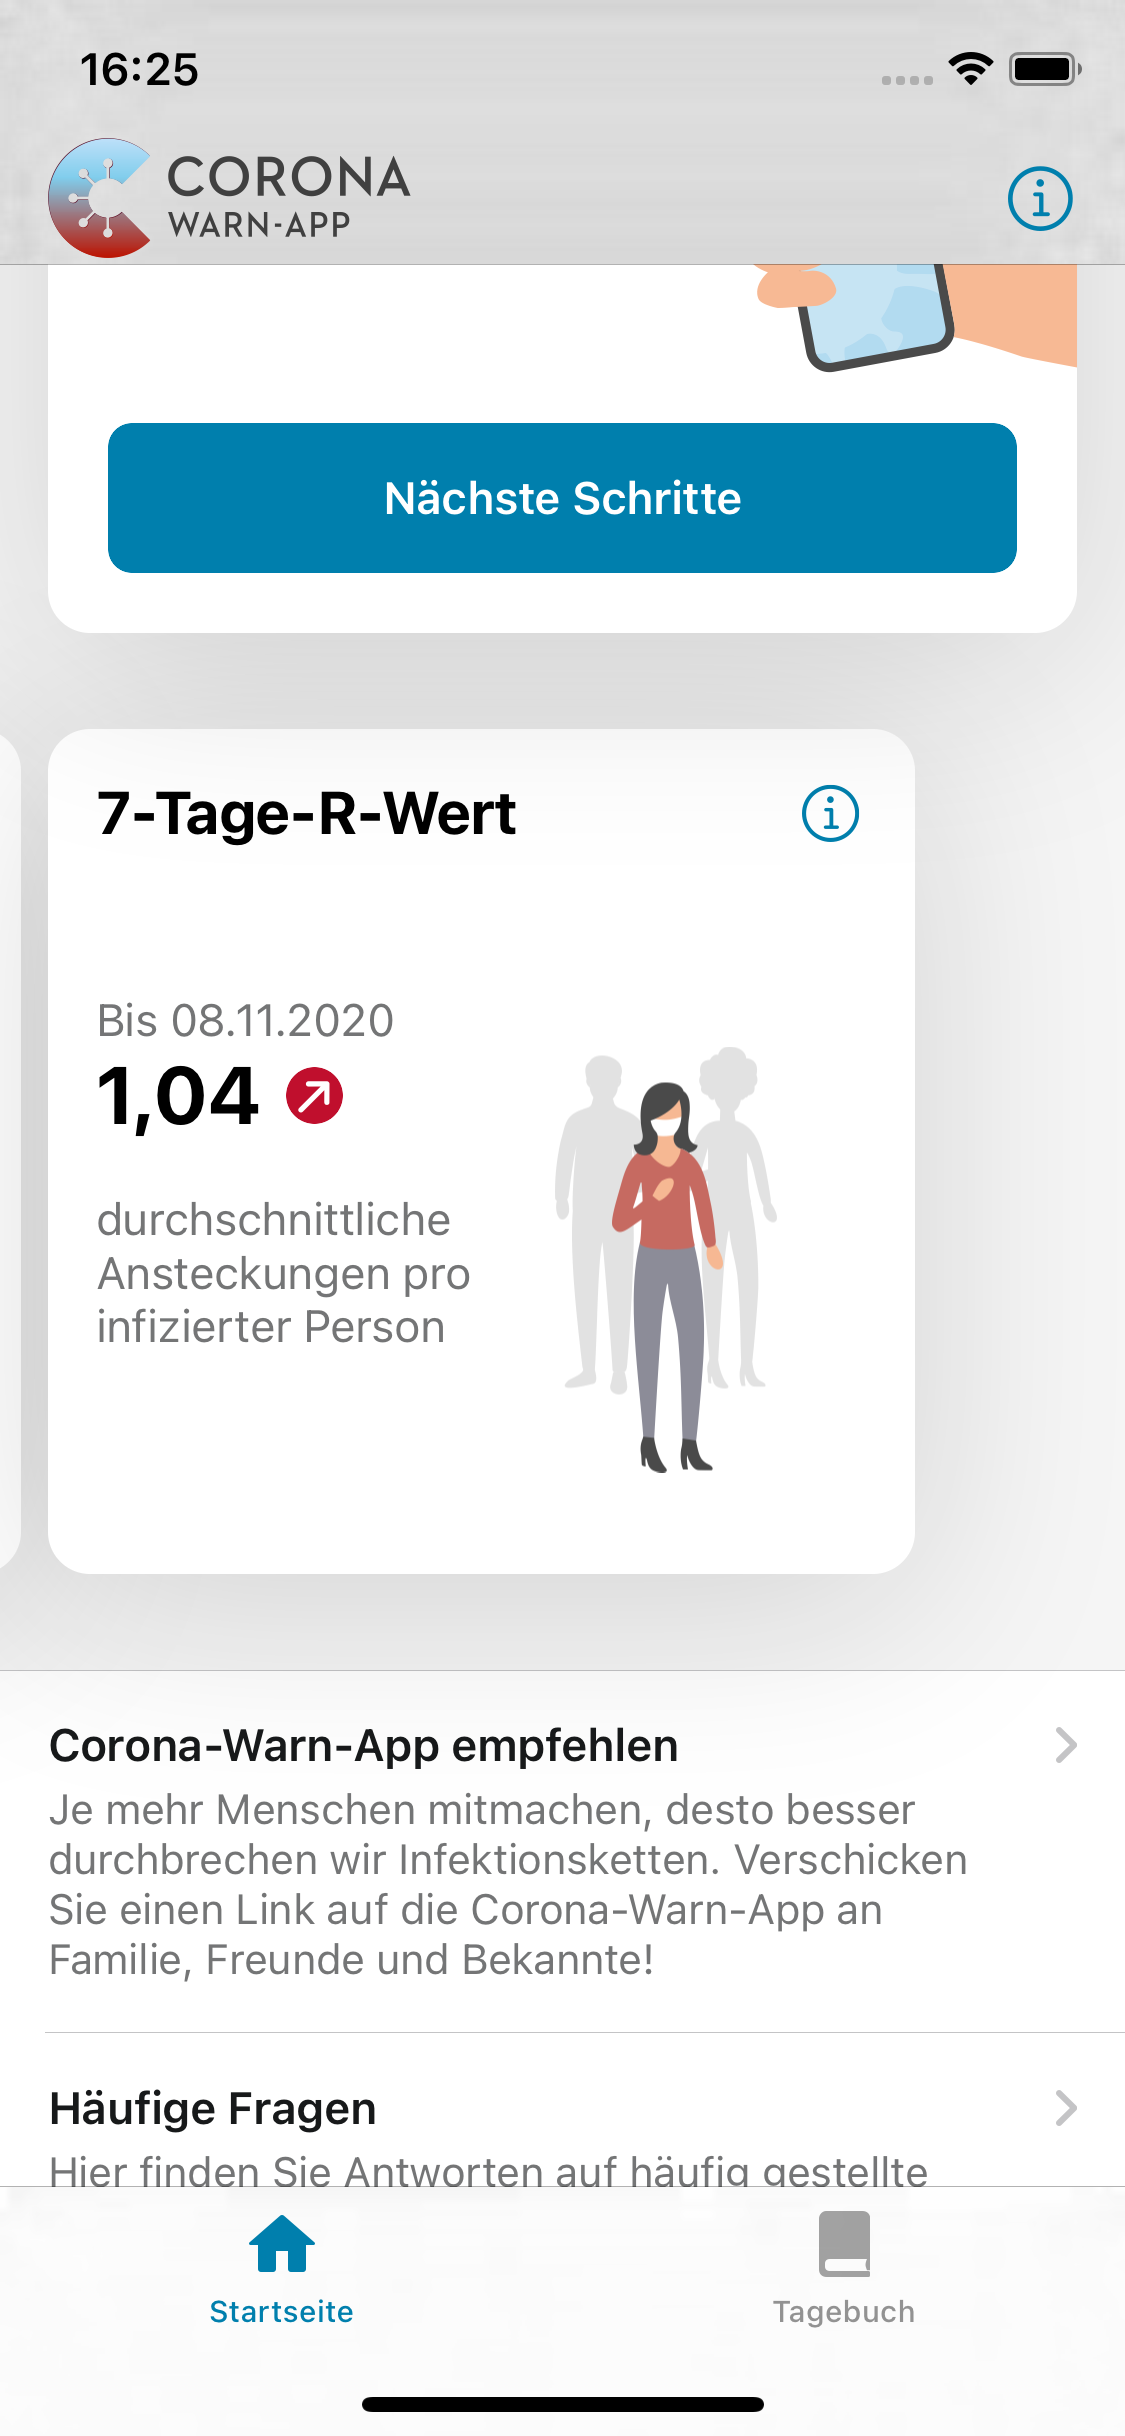 16:25
CORONA
WARN-APP
Nächste Schritte
7-Tage-R-Wert
Bis 08.11.2020
1,04
durchschnittliche
Ansteckungen pro
infizierter Person
Corona-Warn-App empfehlen
Je mehr Menschen mitmachen, desto besser
durchbrechen wir Infektionsketten. Verschicken
Sie einen Link auf die Corona-Warn-App an
Familie, Freunde und Bekannte!
Häufige Fragen
Hier finden Sie Antworten auf häufig gestellte
Startseite
Tagebuch